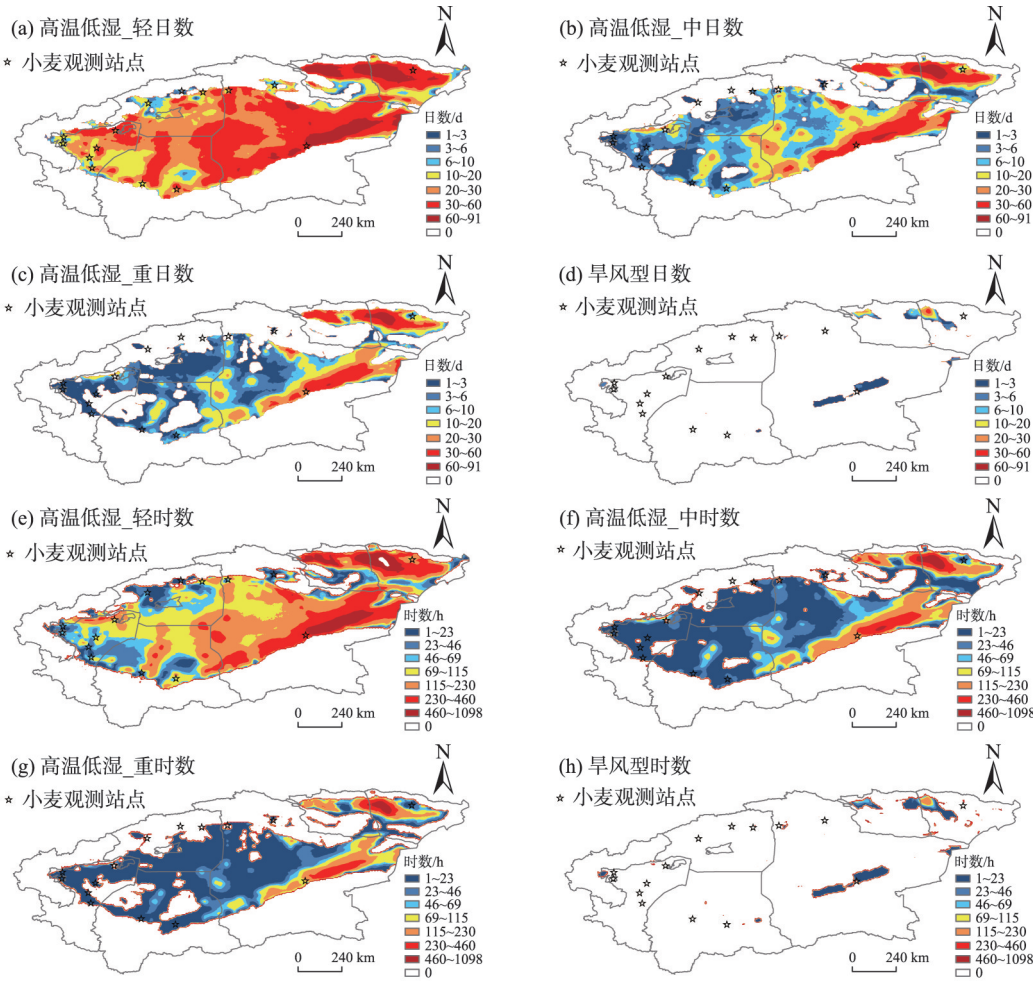 (a) 高温低湿_轻日数
N
☆ 小麦观测站点
日数/d
1~3
3~6
6~10
10~20
20~30
30~60
60~91
0
0 240 km
(b) 高温低湿_中日数
N
☆ 小麦观测站点
日数/d
1~3
3~6
6~10
10~20
20~30
30~60
60~91
0
0 240 km
(c) 高温低湿_重日数
N
☆ 小麦观测站点
日数/d
1~3
3~6
6~10
10~20
20~30
30~60
60~91
0
0 240 km
(d) 旱风型日数
N
☆ 小麦观测站点
日数/d
1~3
3~6
6~10
10~20
20~30
30~60
60~91
0
0 240 km
(e) 高温低湿_轻时数
N
☆ 小麦观测站点
时数/h
1~23
23~46
46~69
69~115
115~230
230~460
460~1098
0
0 240 km
(f) 高温低湿_中时数
N
☆ 小麦观测站点
时数/h
1~23
23~46
46~69
69~115
115~230
230~460
460~1098
0
0 240 km
(g) 高温低湿_重时数
N
☆ 小麦观测站点
时数/h
1~23
23~46
46~69
69~115
115~230
230~460
460~1098
0
0 240 km
(h) 旱风型时数
N
☆ 小麦观测站点
时数/h
1~23
23~46
46~69
69~115
115~230
230~460
460~1098
0
0 240 km